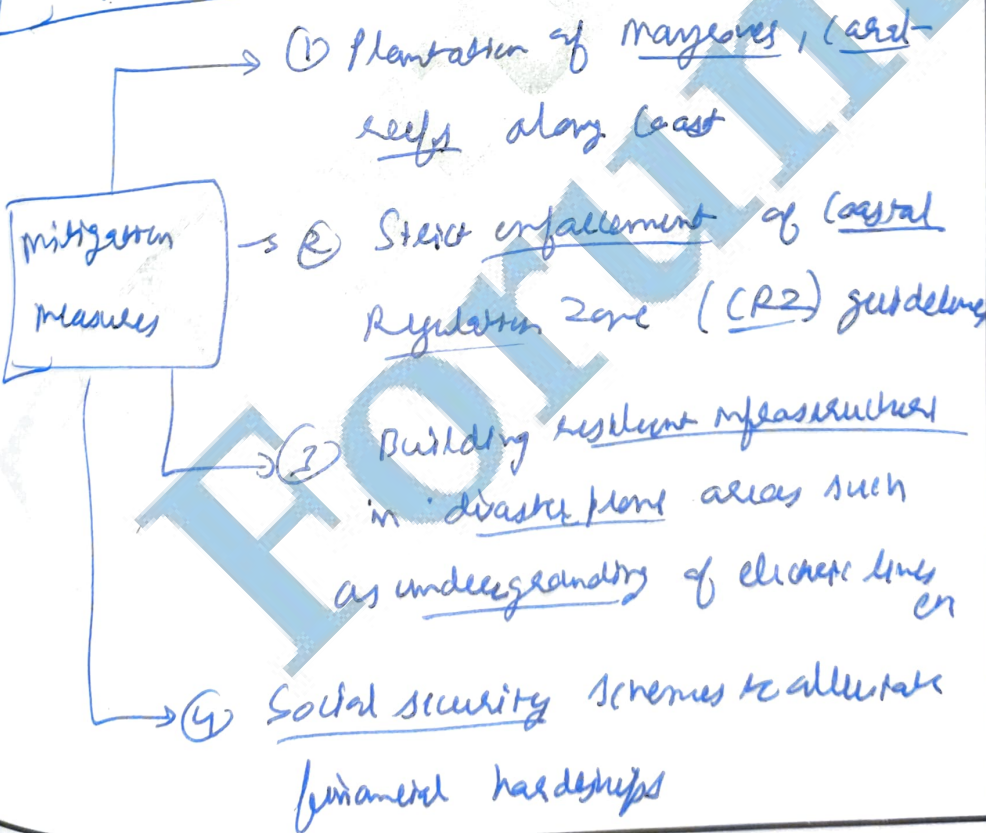 ① Plantation of mangroves, coral-
reefs along coast
mitigation
measures
② Strict enforcement of Coastal
Regulation Zone (CRZ) guidelines
③ Building resilient infrastructure
in disaster prone areas such
as undergrounding of electric lines
④ Social security schemes to alleviate
financial hardships
Forum